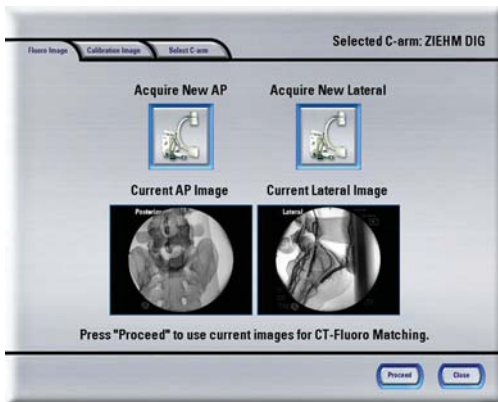 Selected C-arm: ZIEHM DIG
Fluoro Image Calibration Image Select C-arm
Acquire New AP Acquire New Lateral
Current AP Image Current Lateral Image
Lateral
Press "Proceed" to use current images for CT-Fluoro Matching.
Proceed Close